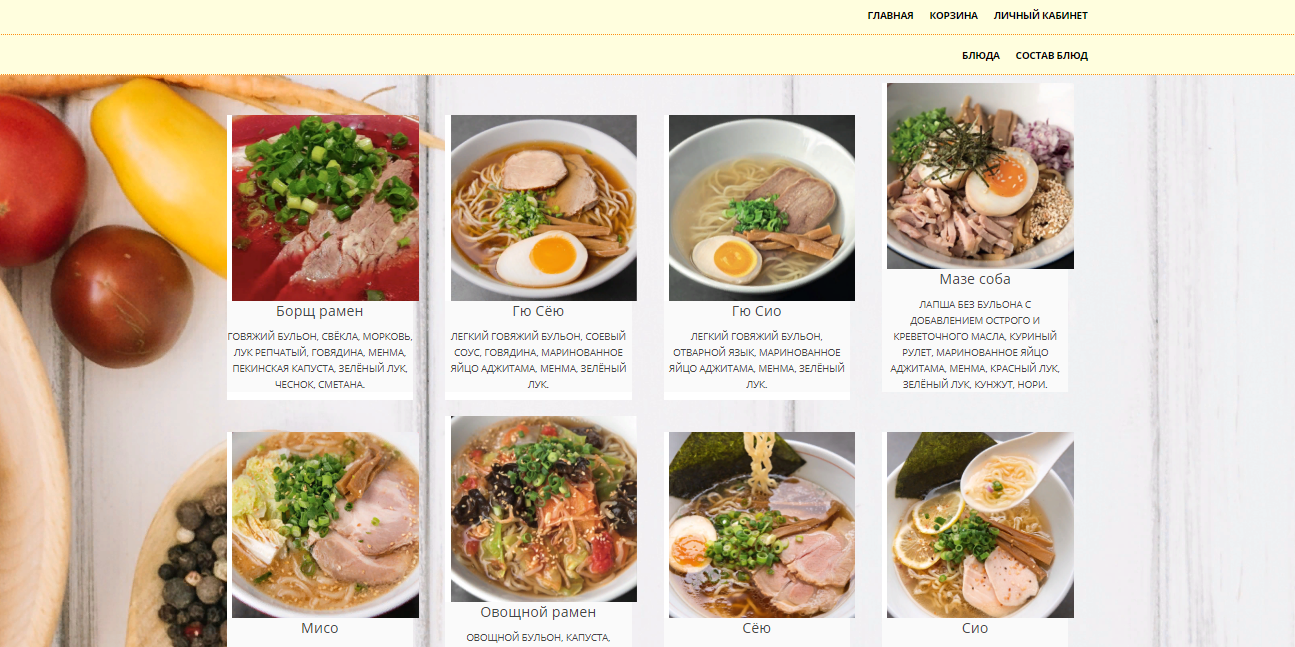 ГЛАВНАЯ КОРЗИНА ЛИЧНЫЙ КАБИНЕТ
БЛЮДА СОСТАВ БЛЮД
Борщ рамен
ГОВЯЖИЙ БУЛЬОН, СВЁКЛА, МОРКОВЬ,
ЛУК РЕПЧАТЫЙ, ГОВЯДИНА, МЕНМА,
ПЕКИНСКАЯ КАПУСТА, ЗЕЛЁНЫЙ ЛУК,
ЧЕСНОК, СМЕТАНА.
Гю Сёю
ЛЕГКИЙ ГОВЯЖИЙ БУЛЬОН, СОЕВЫЙ
СОУС, ГОВЯДИНА, МАРИНОВАННОЕ
ЯЙЦО АДЖИТАМА, МЕНМА, ЗЕЛЁНЫЙ
ЛУК.
Гю Сио
ЛЕГКИЙ ГОВЯЖИЙ БУЛЬОН,
ОТВАРНОЙ ЯЗЫК, МАРИНОВАННОЕ
ЯЙЦО АДЖИТАМА, МЕНМА, ЗЕЛЁНЫЙ
ЛУК.
Мазе соба
ЛАПША БЕЗ БУЛЬОНА С
ДОБАВЛЕНИЕМ ОСТРОГО И
КРЕВЕТОЧНОГО МАСЛА, КУРИНЫЙ
РУЛЕТ, МАРИНОВАННОЕ ЯЙЦО
АДЖИТАМА, МЕНМА, КРАСНЫЙ ЛУК,
ЗЕЛЁНЫЙ ЛУК, КУНЖУТ, НОРИ.
Мисо
Овощной рамен
ОВОЩНОЙ БУЛЬОН, КАПУСТА,
Сёю
Сио